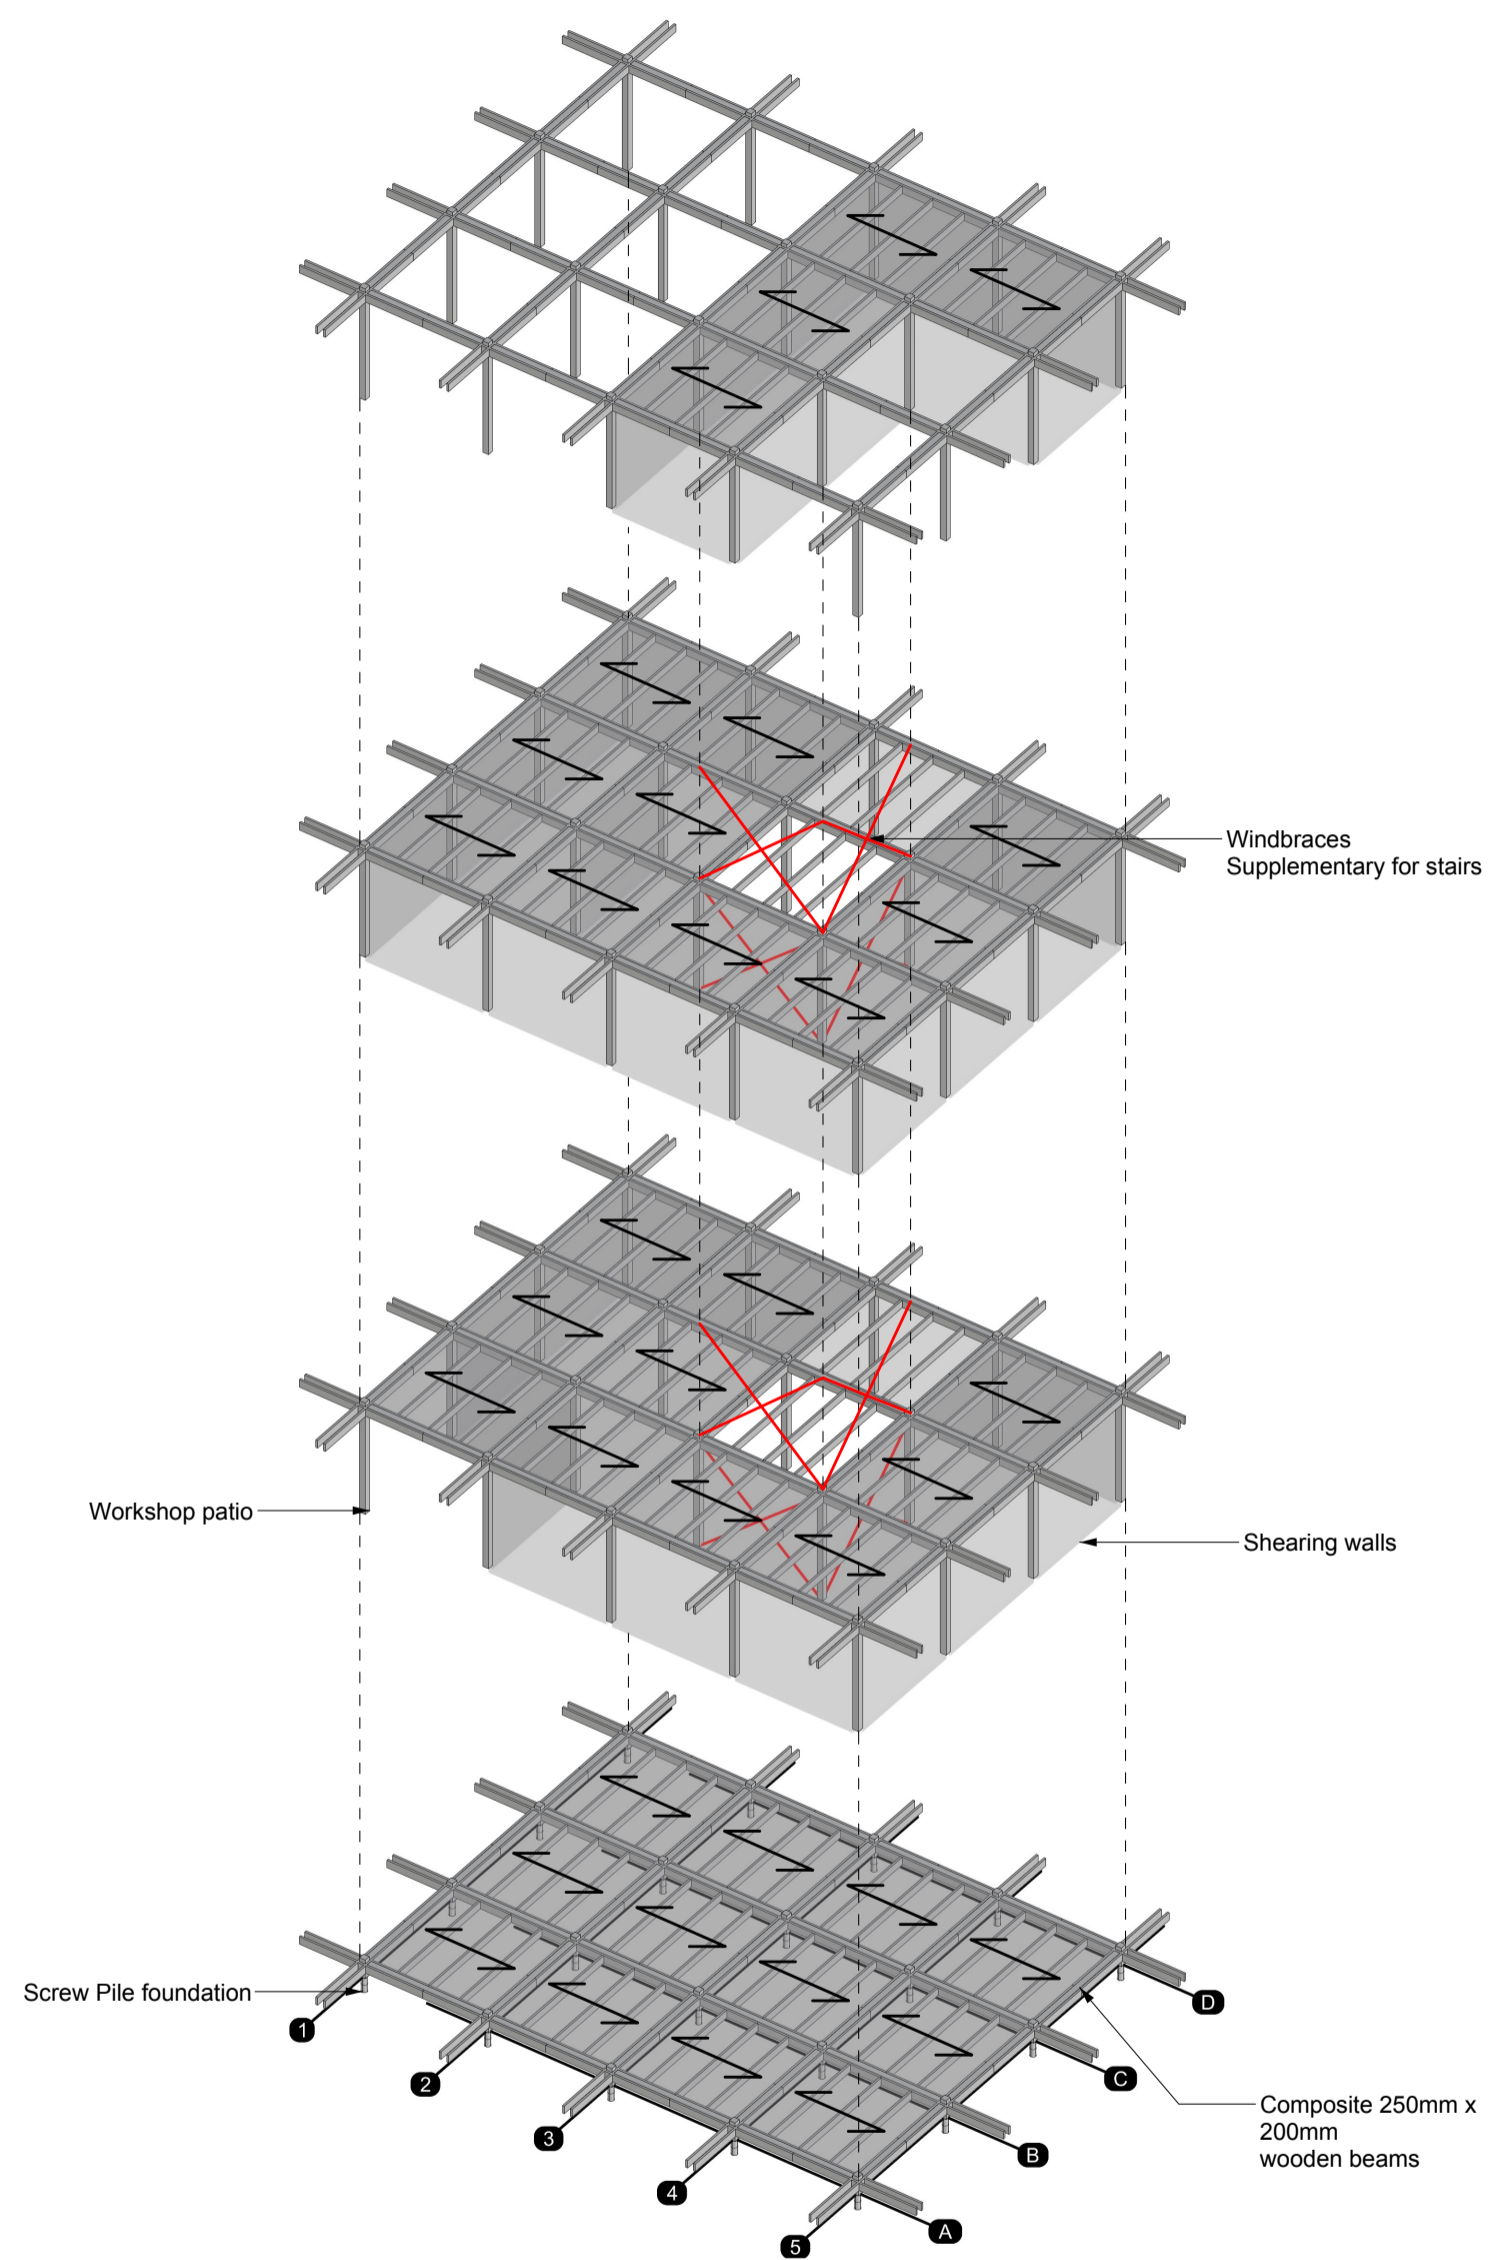 Windbraces
Supplementary for stairs
Workshop patio
Shearing walls
Screw Pile foundation
1
2
3
4
5
D
C
B
A
Composite 250mm x
200mm
wooden beams